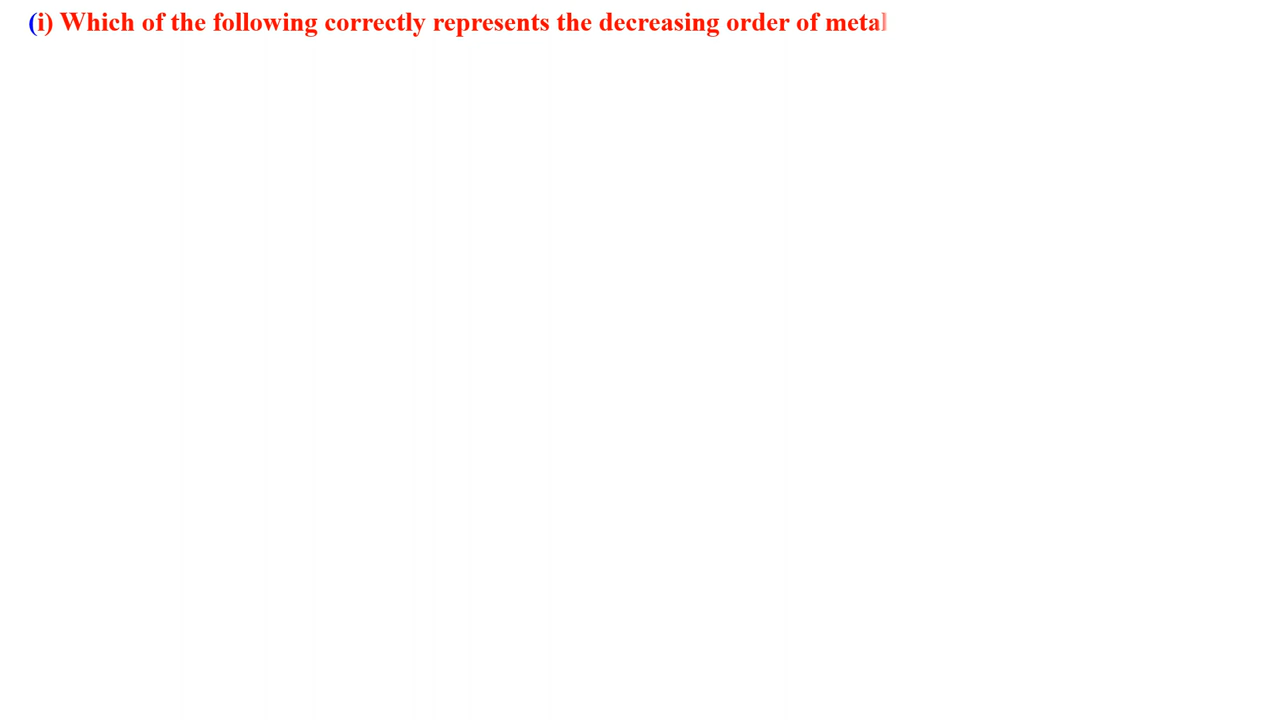 (i) Which of the following correctly represents the decreasing order of metal